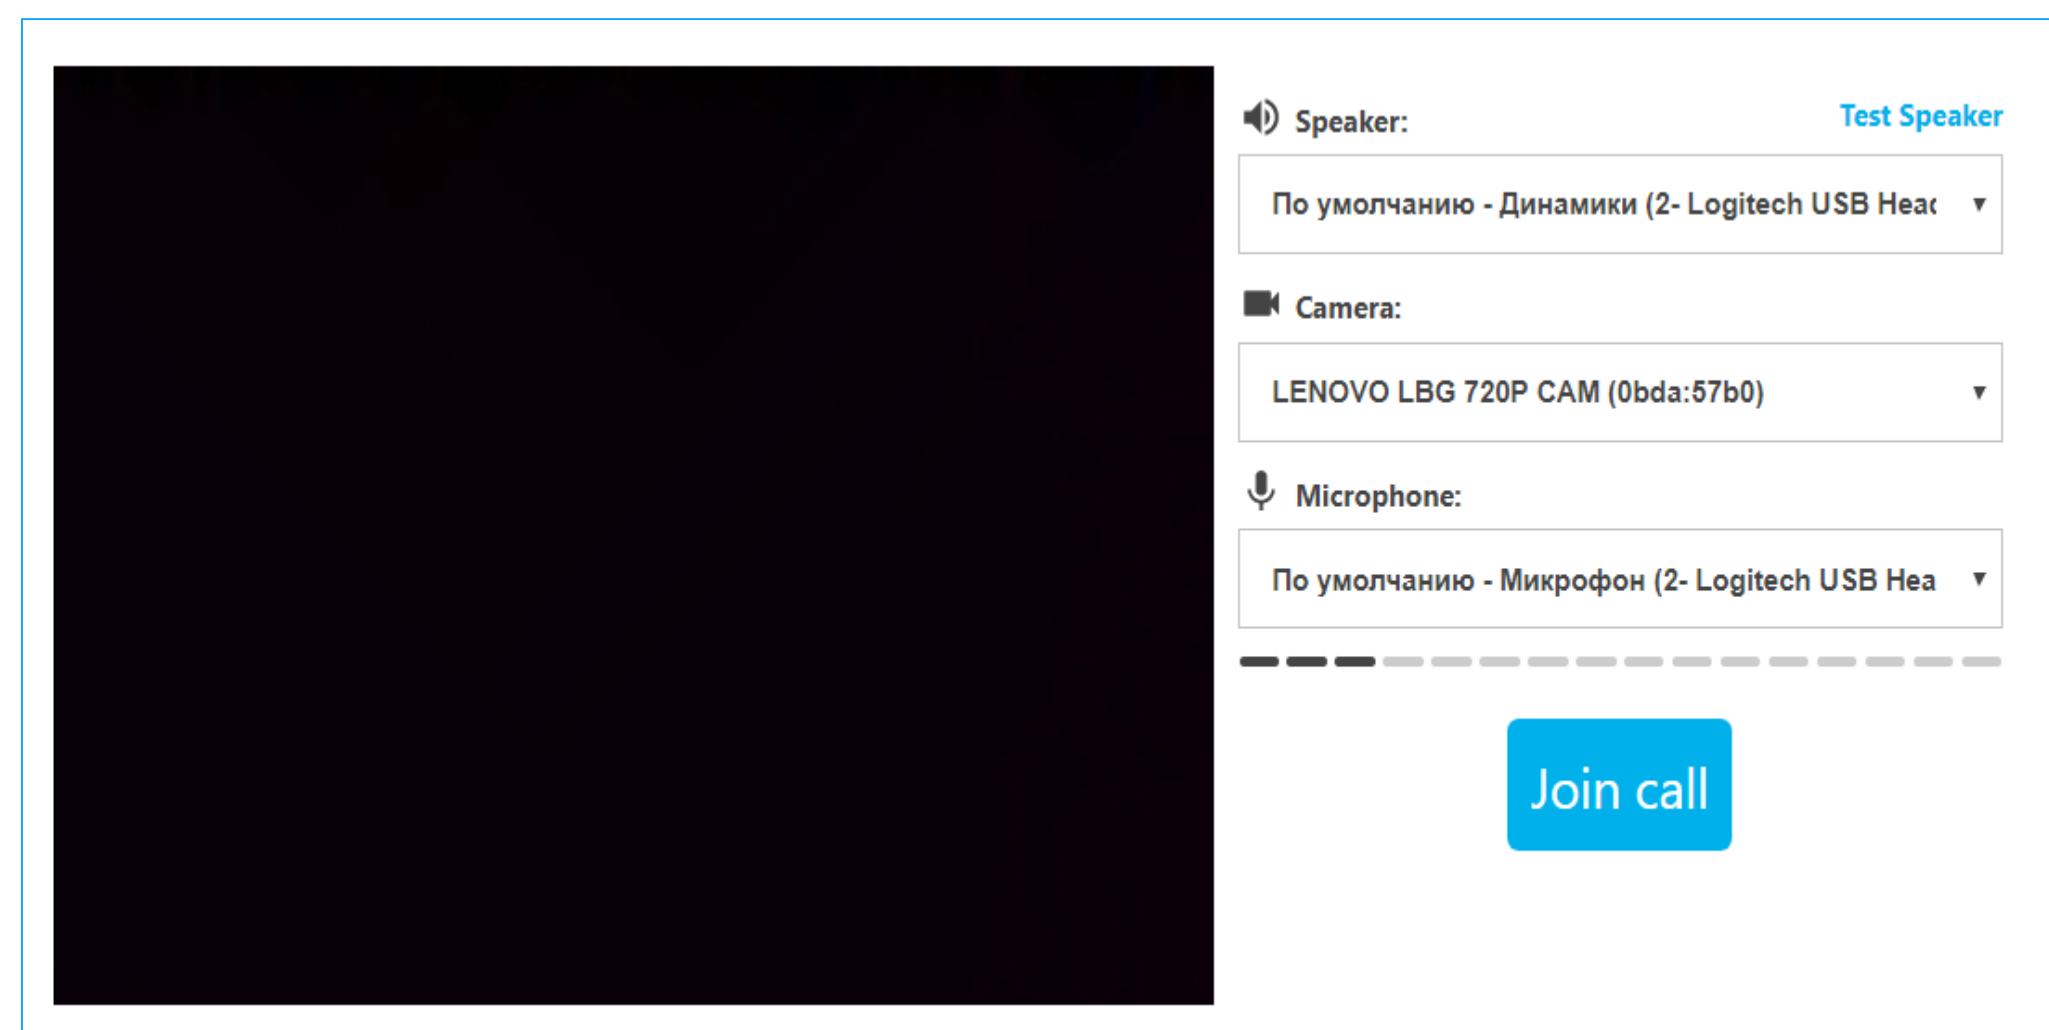 Speaker:
Test Speaker
По умолчанию - Динамики (2- Logitech USB Head
Camera:
LENOVO LBG 720P CAM (0bda:57b0)
Microphone:
По умолчанию - Микрофон (2- Logitech USB Hea
Join call